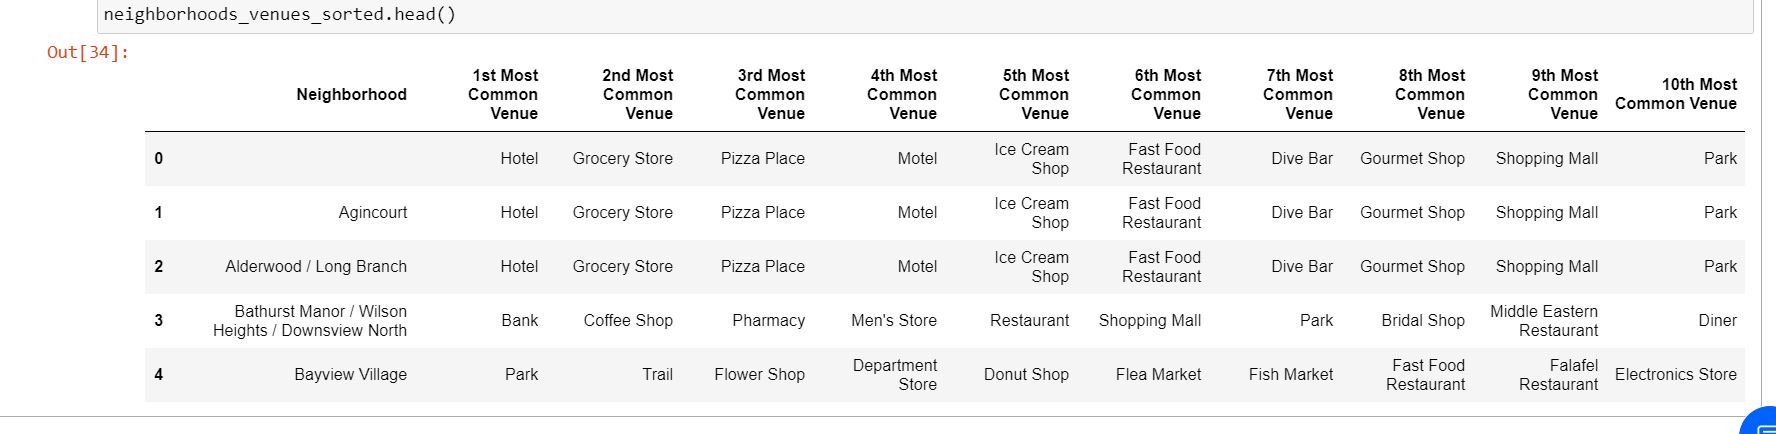 neighborhoods_venues_sorted.head()
Out[34]:
Neighborhood 1st Most Common Venue 2nd Most Common Venue 3rd Most Common Venue 4th Most Common Venue 5th Most Common Venue 6th Most Common Venue 7th Most Common Venue 8th Most Common Venue 9th Most Common Venue 10th Most Common Venue
0 Hotel Grocery Store Pizza Place Motel Ice Cream Shop Fast Food Restaurant Dive Bar Gourmet Shop Shopping Mall Park
1 Agincourt Hotel Grocery Store Pizza Place Motel Ice Cream Shop Fast Food Restaurant Dive Bar Gourmet Shop Shopping Mall Park
2 Alderwood / Long Branch Hotel Grocery Store Pizza Place Motel Ice Cream Shop Fast Food Restaurant Dive Bar Gourmet Shop Shopping Mall Park
3 Bathurst Manor / Wilson Heights / Downsview North Bank Coffee Shop Pharmacy Men's Store Restaurant Shopping Mall Park Bridal Shop Middle Eastern Restaurant Diner
4 Bayview Village Park Trail Flower Shop Department Store Donut Shop Flea Market Fish Market Fast Food Restaurant Falafel Restaurant Electronics Store